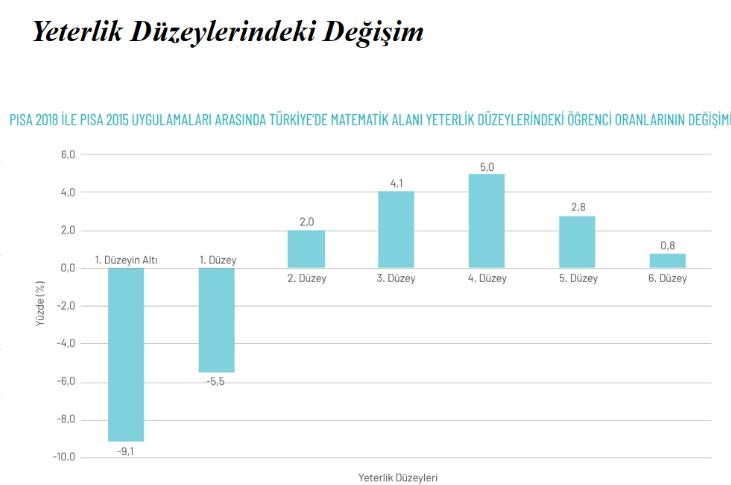 Yeterlik Düzeylerindeki Değişim
PISA 2018 İLE PISA 2015 UYGULAMALARI ARASINDA TÜRKİYE'DE MATEMATİK ALANI YETERLİK DÜZEYLERİNDEKİ ÖĞRENCİ ORANLARININ DEĞİŞİMİ
6,0
5,0
4,0
4,1
2,8
2.0
2,0
0,8
1. Düzeyin Altı
1. Düzey
0.0
2. Düzey
3. Düzey
4. Düzey
5. Düzey
6. Düzey
-2.0
Yüzde (%)
-4,0
-6,0
-5,5
-8,0
-9,1
-10.0
Yeterlik Düzeyleri